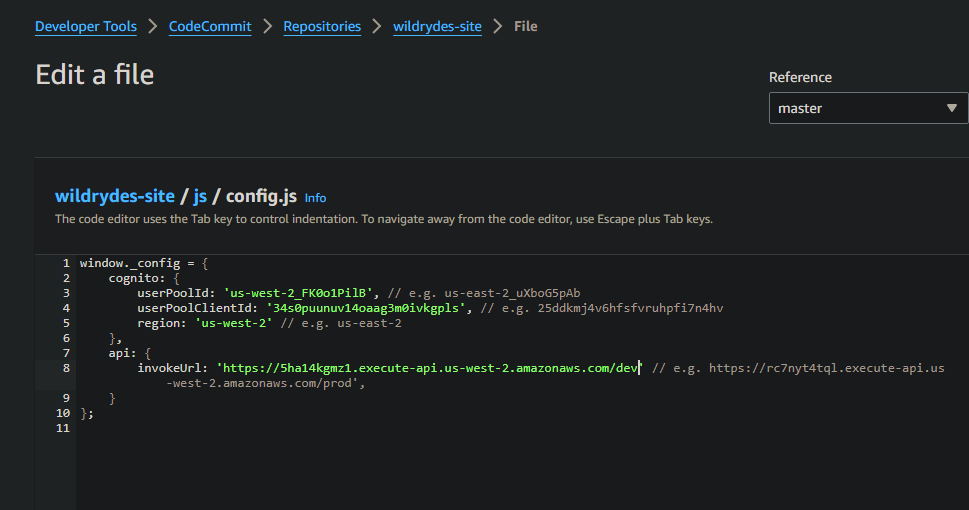 Developer Tools > CodeCommit > Repositories > wildrydes-site > File
Edit a file
Reference
master
wildrydes-site / js / config.js Info
The code editor uses the Tab key to control indentation. To navigate away from the code editor, use Escape plus Tab keys.
1 window._config = {
2     cognito: {
3         userPoolId: 'us-west-2_FK0o1PilB', // e.g. us-east-2_uXboG5pAb
4         userPoolClientId: '34s0puunuv14oaag3m0ivkgpls', // e.g. 25ddkmj4v6hfsfvruhpfi7n4hv
5         region: 'us-west-2' // e.g. us-east-2
6     },
7     api: {
8         invokeUrl: 'https://5ha14kgmz1.execute-api.us-west-2.amazonaws.com/dev' // e.g. https://rc7nyt4tql.execute-api.us
-west-2.amazonaws.com/prod',
9     }
10 };
11